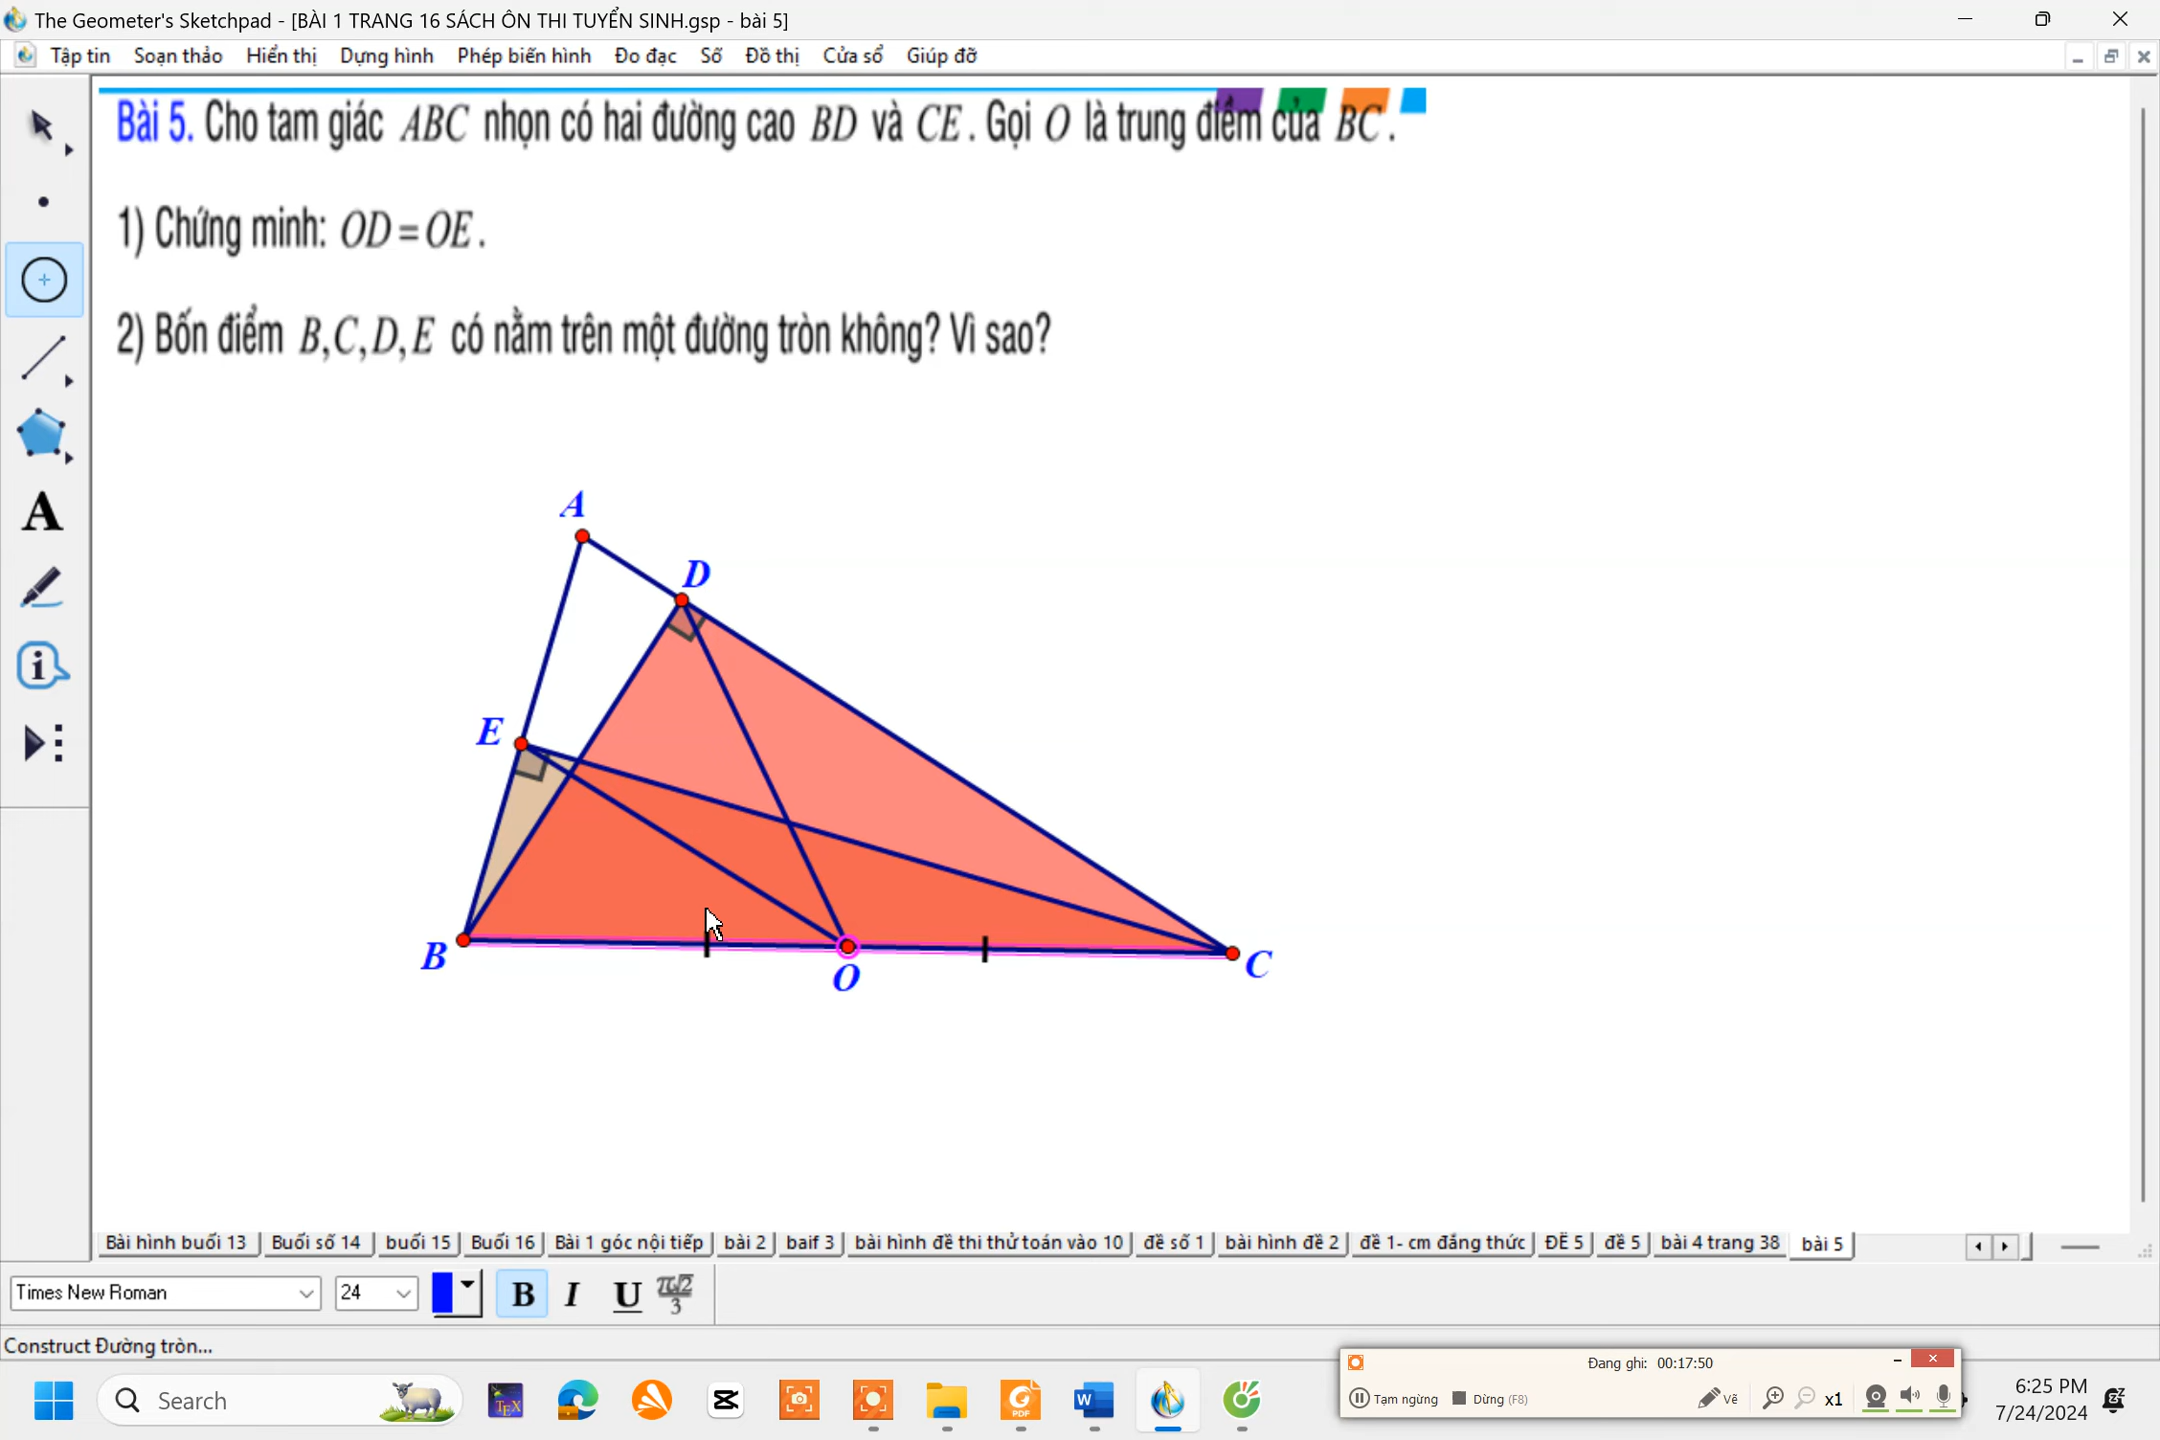 The Geometer's Sketchpad - [BÀI 1 TRANG 16 SÁCH ÔN THI TUYỂN SINH.gsp - bài 5]
Tập tin Soạn thảo Hiển thị Dựng hình Phép biến hình Đo đạc Số Đồ thị Cửa sổ Giúp đỡ
Bài 5. Cho tam giác ABC nhọn có hai đường cao BD và CE. Gọi O là trung điểm của BC.
1) Chứng minh: OD = OE.
2) Bốn điểm B,C,D,E có nằm trên một đường tròn không? Vì sao?
A
A
D
E
B
O
C
Bài hình buổi 13 Buổi số 14 buổi 15 Buổi 16 Bài 1 góc nội tiếp bài 2 baif 3 bài hình đề thi thử toán vào 10 đề số 1 bài hình đề 2 đề 1- cm đẳng thức ĐỀ 5 đề 5 bài 4 trang 38 bài 5
Times New Roman 24 B I U π√2/3
Construct Đường tròn...
Đang ghi: 00:17:50
Tạm ngừng Dừng (F8) Vẽ x1
Search
TEX
PDF
6:25 PM
7/24/2024